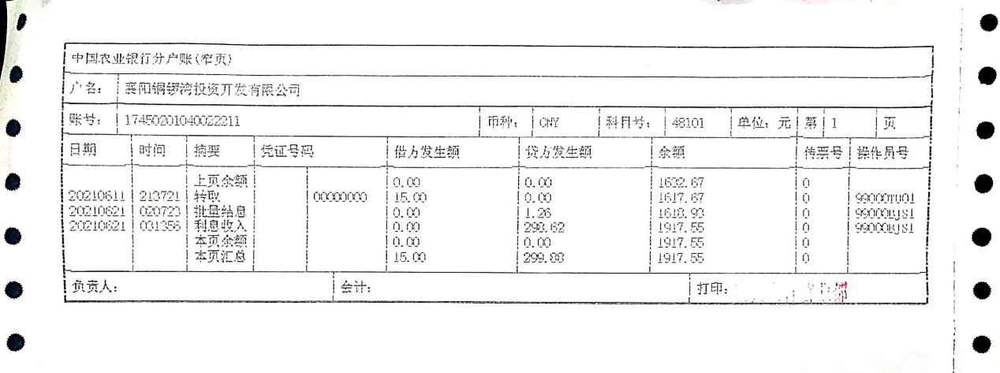 中国农业银行分户账(窄页)
户名: 襄阳铜锣湾投资开发有限公司
账号: 17450201040022211 币种: CNY 科目号: 48101 单位: 元 第 1 页
日期 时间 摘要 凭证号码 借方发生额 贷方发生额 余额 传票号 操作员号
上页余额 0.00 0.00 1632.67 0
20210611 213721 转取 00000000 15.00 0.00 1617.67 0 99000TU01
20210621 020723 批量结息 0.00 1.26 1618.93 0 99000BJS1
20210621 031356 利息收入 0.00 298.62 1917.55 0 99000BJS1
本页余额 0.00 0.00 1917.55 0
本页汇总 15.00 299.88 1917.55 0
负责人: 会计: 打印: